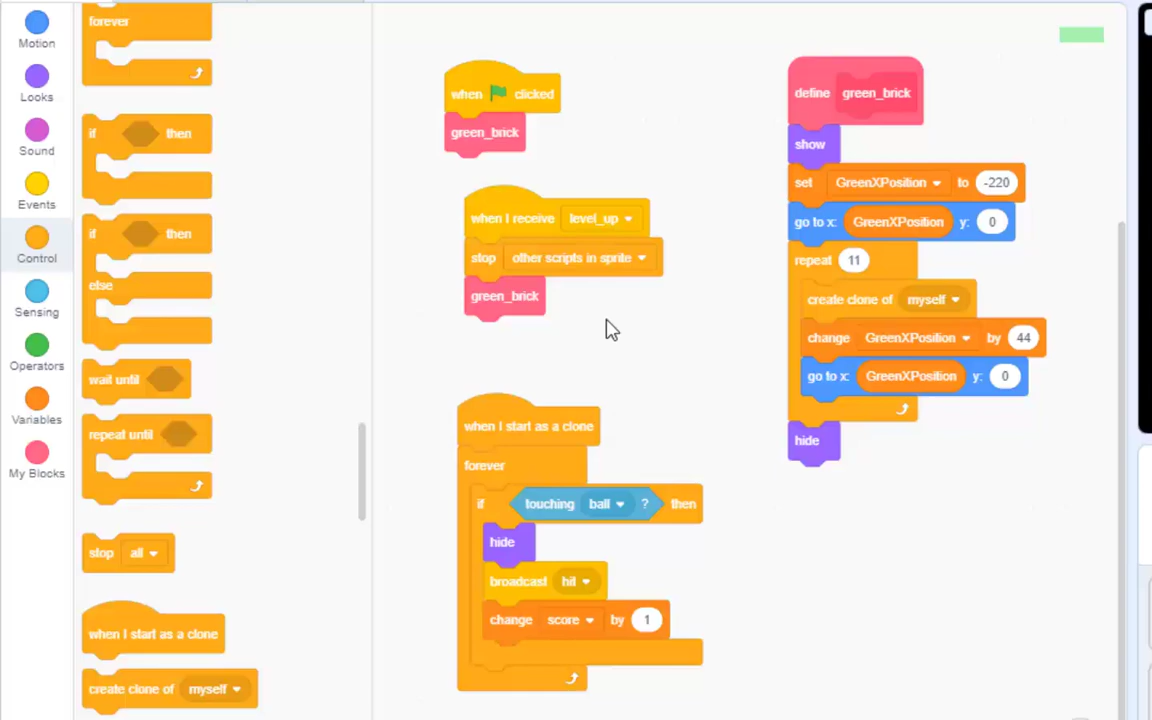 Motion
Looks
Sound
Events
Control
Sensing
Operators
Variables
My Blocks
forever
if then
if then
else
wait until
repeat until
stop all
when I start as a clone
create clone of myself
when clicked
green_brick
when I receive level_up
stop other scripts in sprite
green_brick
when I start as a clone
forever
if touching ball ? then
hide
broadcast hit
change score by 1
define green_brick
show
set GreenXPosition to -220
go to x: GreenXPosition y: 0
repeat 11
create clone of myself
change GreenXPosition by 44
go to x: GreenXPosition y: 0
hide